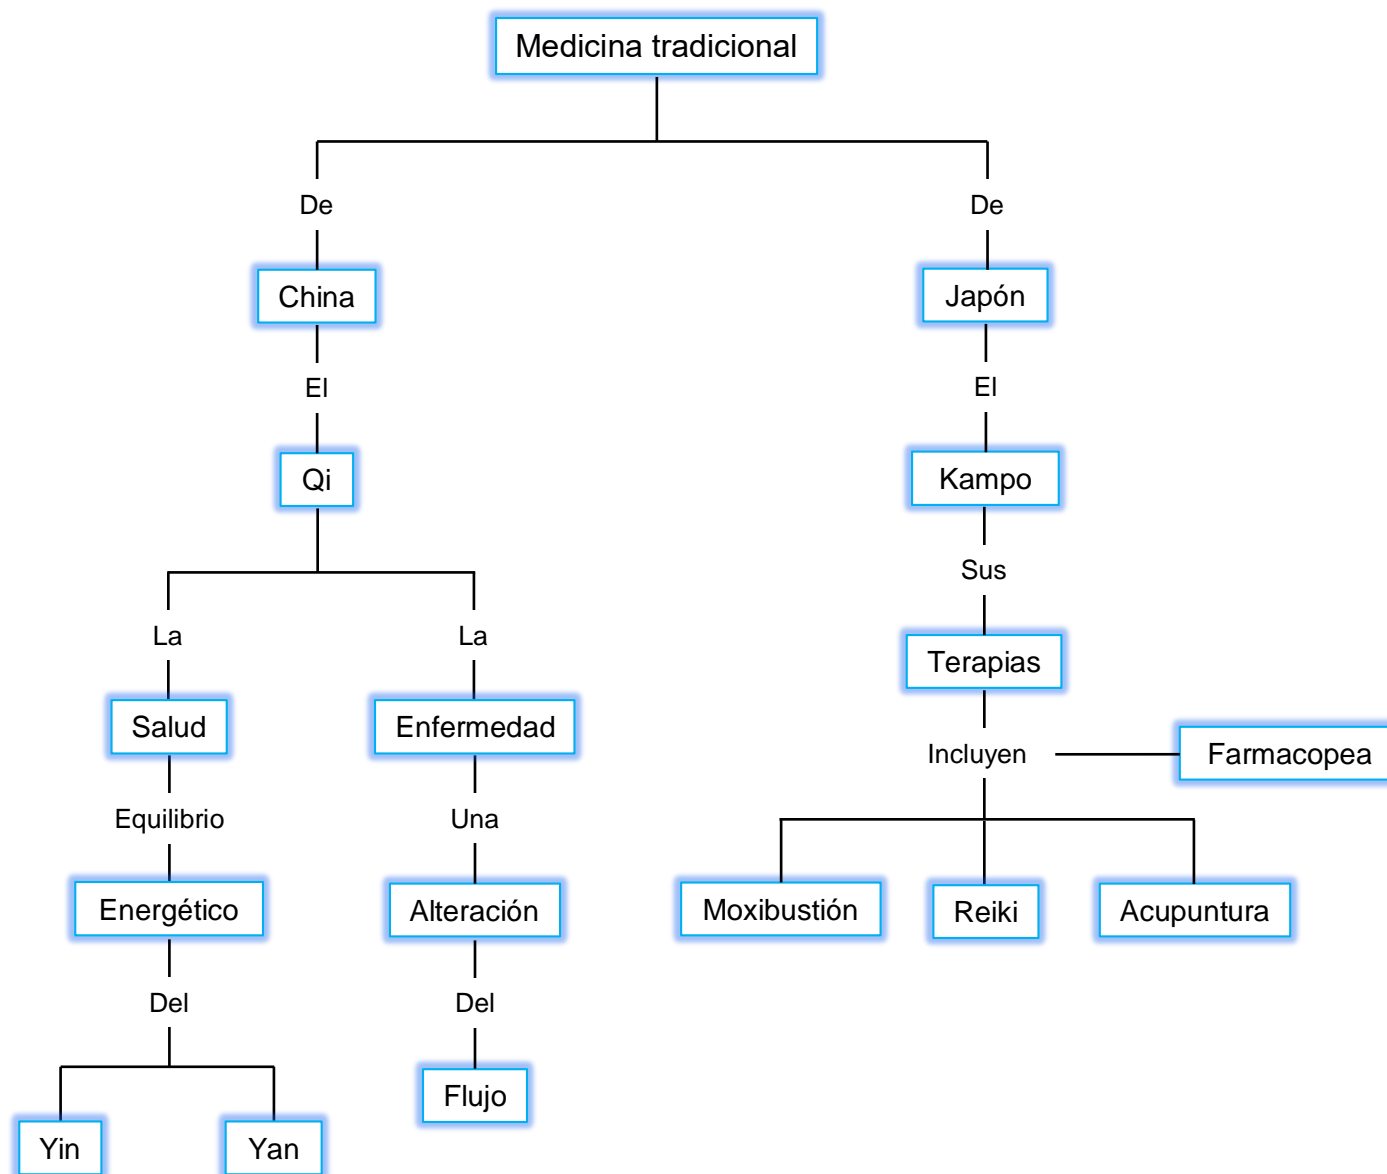 Medicina tradicional
De
De
China
Japón
El
El
Qi
Kampo
Sus
La
La
Terapias
Salud
Enfermedad
Incluyen
Farmacopea
Equilibrio
Una
Energético
Alteración
Moxibustión
Reiki
Acupuntura
Del
Del
Flujo
Yin
Yan